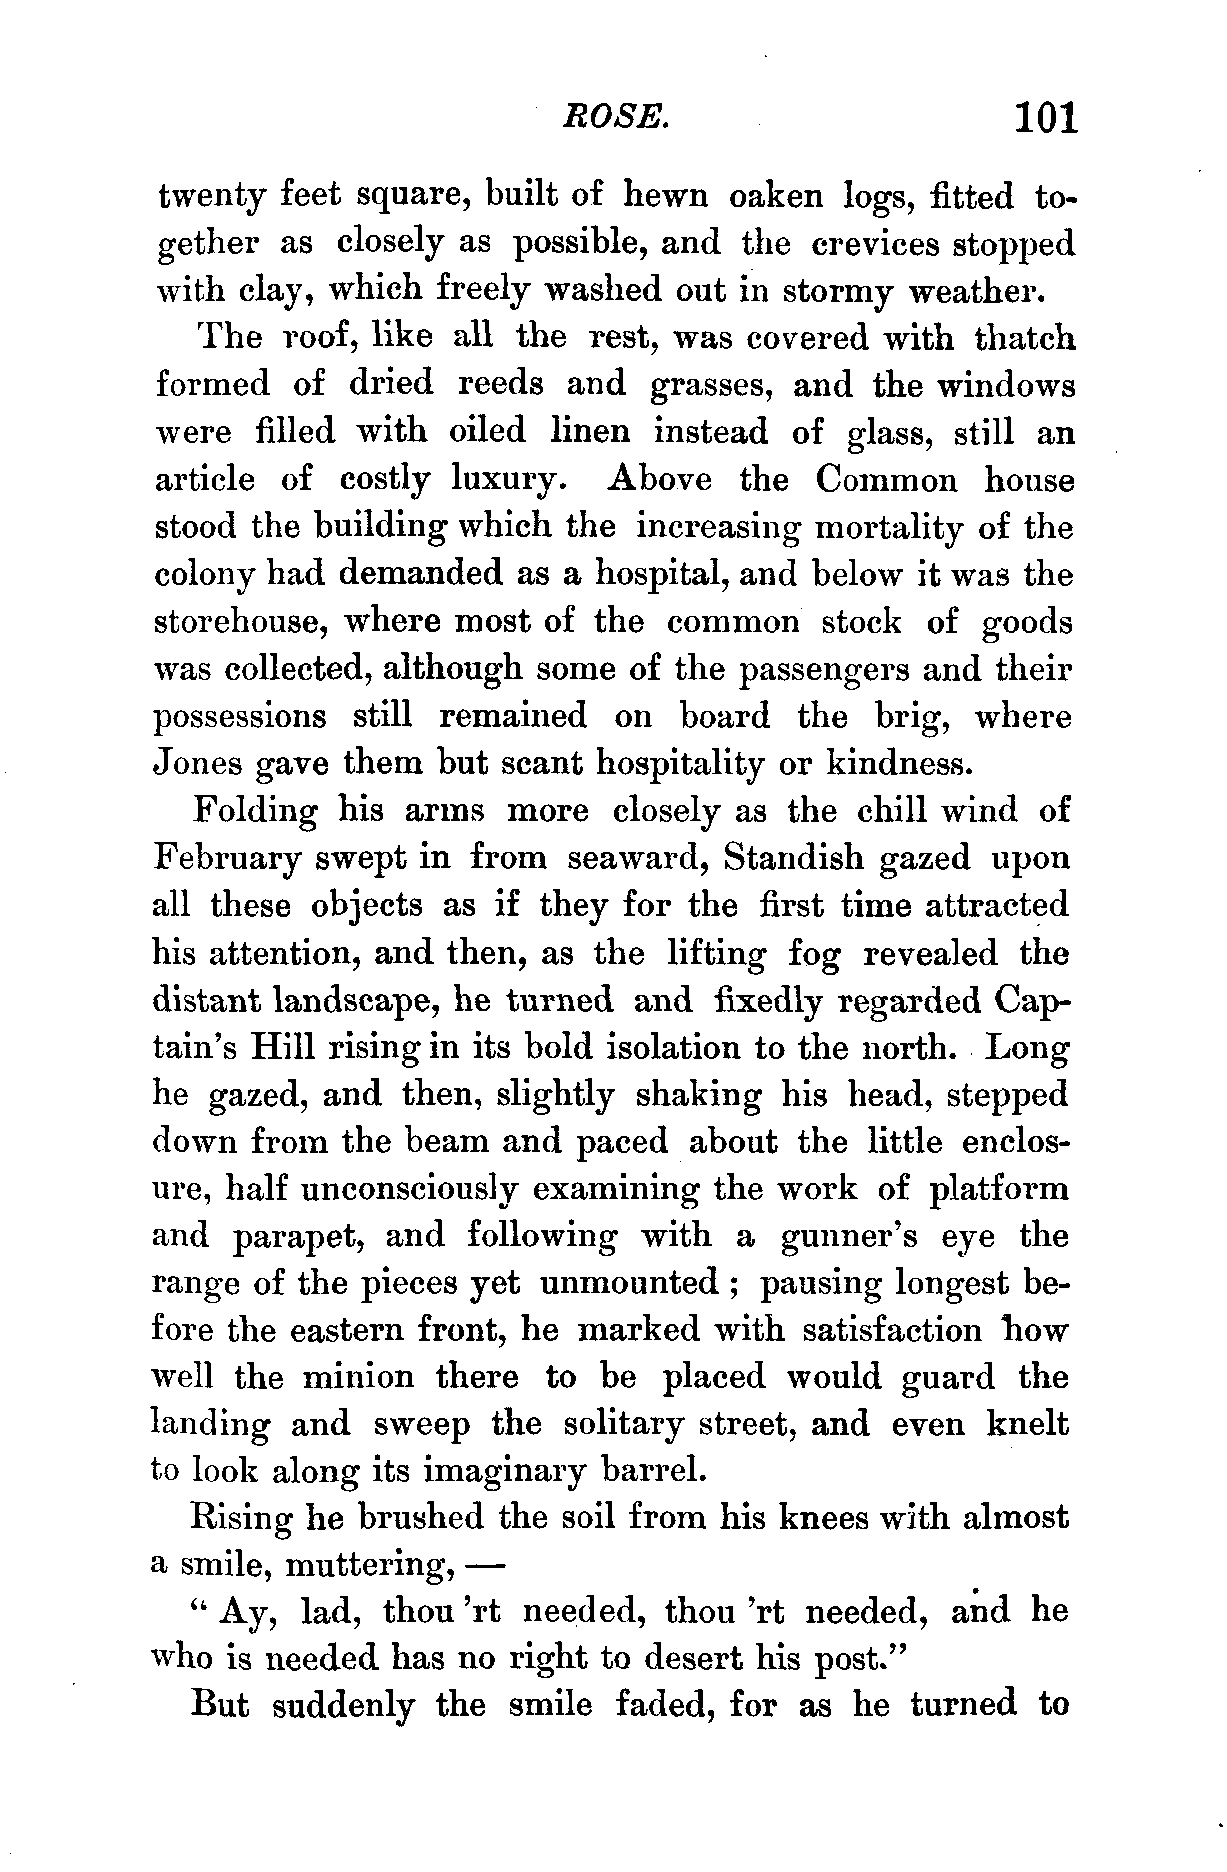 ROSE. 101
twenty feet square, built of hewn oaken logs, fitted to-
gether as closely as possible, and the crevices stopped
with clay, which freely washed out in stormy weather.
The roof, like all the rest, was covered with thatch
formed of dried reeds and grasses, and the windows
were filled with oiled linen instead of glass, still an
article of costly luxury. Above the Common house
stood the building which the increasing mortality of the
colony had demanded as a hospital, and below it was the
storehouse, where most of the common stock of goods
was collected, although some of the passengers and their
possessions still remained on board the brig, where
Jones gave them but scant hospitality or kindness.
Folding his arms more closely as the chill wind of
February swept in from seaward, Standish gazed upon
all these objects as if they for the first time attracted
his attention, and then, as the lifting fog revealed the
distant landscape, he turned and fixedly regarded Cap-
tain's Hill rising in its bold isolation to the north. Long
he gazed, and then, slightly shaking his head, stepped
down from the beam and paced about the little enclos-
ure, half unconsciously examining the work of platform
and parapet, and following with a gunner's eye the
range of the pieces yet unmounted ; pausing longest be-
fore the eastern front, he marked with satisfaction how
well the minion there to be placed would guard the
landing and sweep the solitary street, and even knelt
to look along its imaginary barrel.
Rising he brushed the soil from his knees with almost
a smile, muttering, —
“ Ay, lad, thou 'rt needed, thou 'rt needed, and he
who is needed has no right to desert his post.”
But suddenly the smile faded, for as he turned to